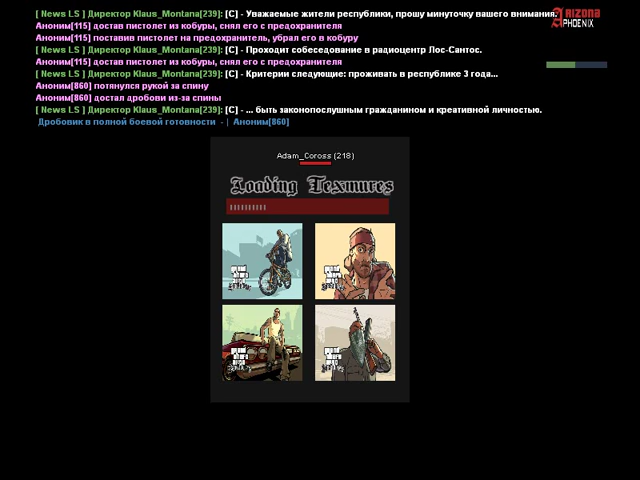 [ News LS ] Директор Klaus_Montana[239]: [C] - Уважаемые жители республики, прошу минуточку вашего внимания.
ARIZONA
PHOENIX
Аноним[115] достав пистолет из кобуры, снял его с предохранителя
Аноним[115] поставив пистолет на предохранитель, убрал его в кобуру
[ News LS ] Директор Klaus_Montana[239]: [C] - Проходит собеседование в радиоцентр Лос-Сантос.
Аноним[115] достав пистолет из кобуры, снял его с предохранителя
[ News LS ] Директор Klaus_Montana[239]: [C] - Критерии следующие: проживать в республике 3 года...
Аноним[860] потянулся рукой за спину
Аноним[860] достал дробови из-за спины
[ News LS ] Директор Klaus_Montana[239]: [C] - ... быть законопослушным гражданином и креативной личностью.
Дробовик в полной боевой готовности - | Аноним[860]
Adam_Coross (218)
Loading Texmures